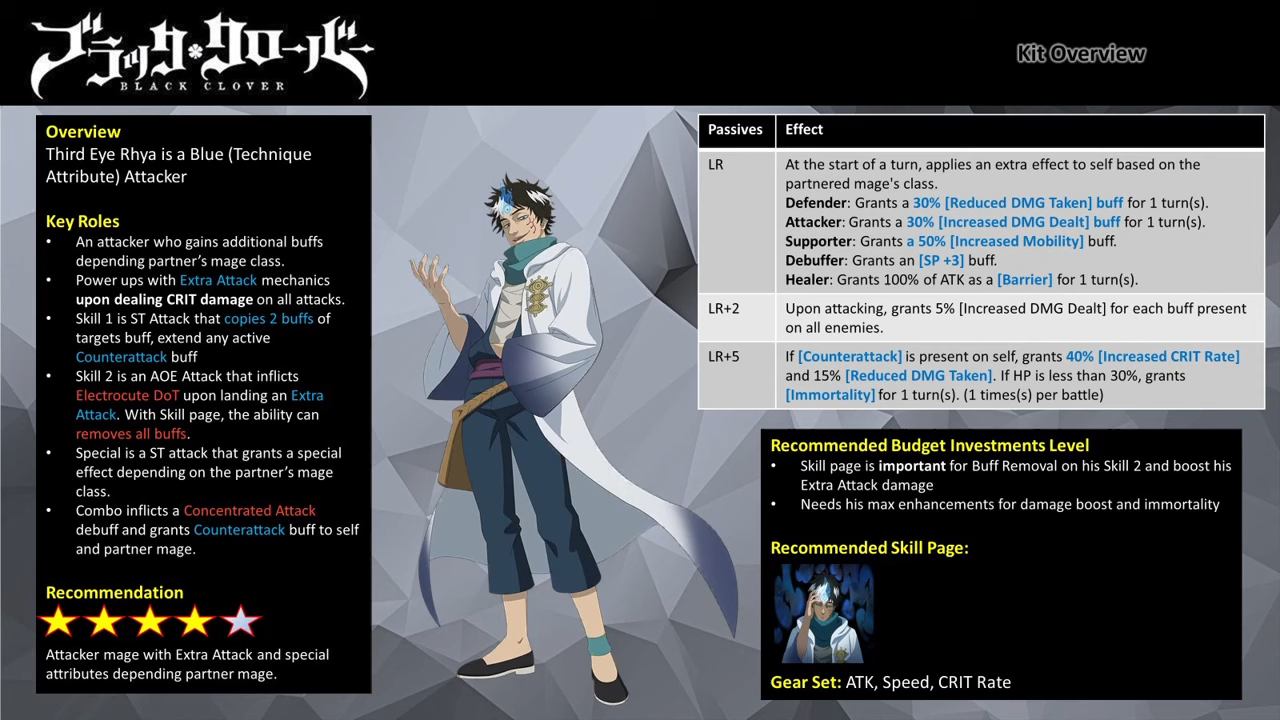 ブラック・クローバー
BLACK CLOVER
Kit Overview
Overview
Third Eye Rhya is a Blue (Technique
Attribute) Attacker
Key Roles
• An attacker who gains additional buffs
depending partner's mage class.
• Power ups with Extra Attack mechanics
upon dealing CRIT damage on all attacks.
• Skill 1 is ST Attack that copies 2 buffs of
targets buff, extend any active
Counterattack buff
• Skill 2 is an AOE Attack that inflicts
Electrocute DoT upon landing an Extra
Attack. With Skill page, the ability can
removes all buffs.
• Special is a ST attack that grants a special
effect depending on the partner's mage
class.
• Combo inflicts a Concentrated Attack
debuff and grants Counterattack buff to self
and partner mage.
Recommendation
Attacker mage with Extra Attack and special
attributes depending partner mage.
Passives Effect
LR At the start of a turn, applies an extra effect to self based on the
partnered mage's class.
Defender: Grants a 30% [Reduced DMG Taken] buff for 1 turn(s).
Attacker: Grants a 30% [Increased DMG Dealt] buff for 1 turn(s).
Supporter: Grants a 50% [Increased Mobility] buff.
Debuffer: Grants an [SP +3] buff.
Healer: Grants 100% of ATK as a [Barrier] for 1 turn(s).
LR+2 Upon attacking, grants 5% [Increased DMG Dealt] for each buff present
on all enemies.
LR+5 If [Counterattack] is present on self, grants 40% [Increased CRIT Rate]
and 15% [Reduced DMG Taken]. If HP is less than 30%, grants
[Immortality] for 1 turn(s). (1 times(s) per battle)
Recommended Budget Investments Level
• Skill page is important for Buff Removal on his Skill 2 and boost his
Extra Attack damage
• Needs his max enhancements for damage boost and immortality
Recommended Skill Page:
Gear Set: ATK, Speed, CRIT Rate